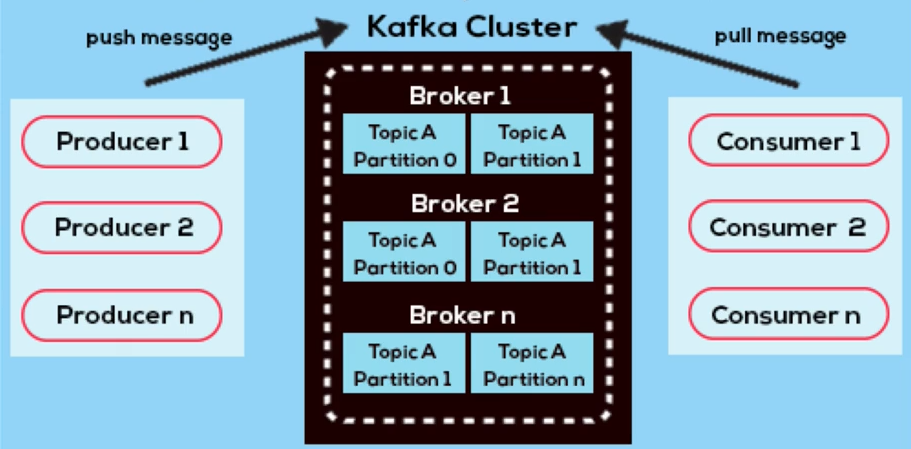 Kafka Cluster
push message
pull message
Producer 1
Producer 2
Producer n
Broker 1
Topic A
Partition 0
Topic A
Partition 1
Broker 2
Topic A
Partition 0
Topic A
Partition 1
Broker n
Topic A
Partition 1
Topic A
Partition n
Consumer 1
Consumer 2
Consumer n